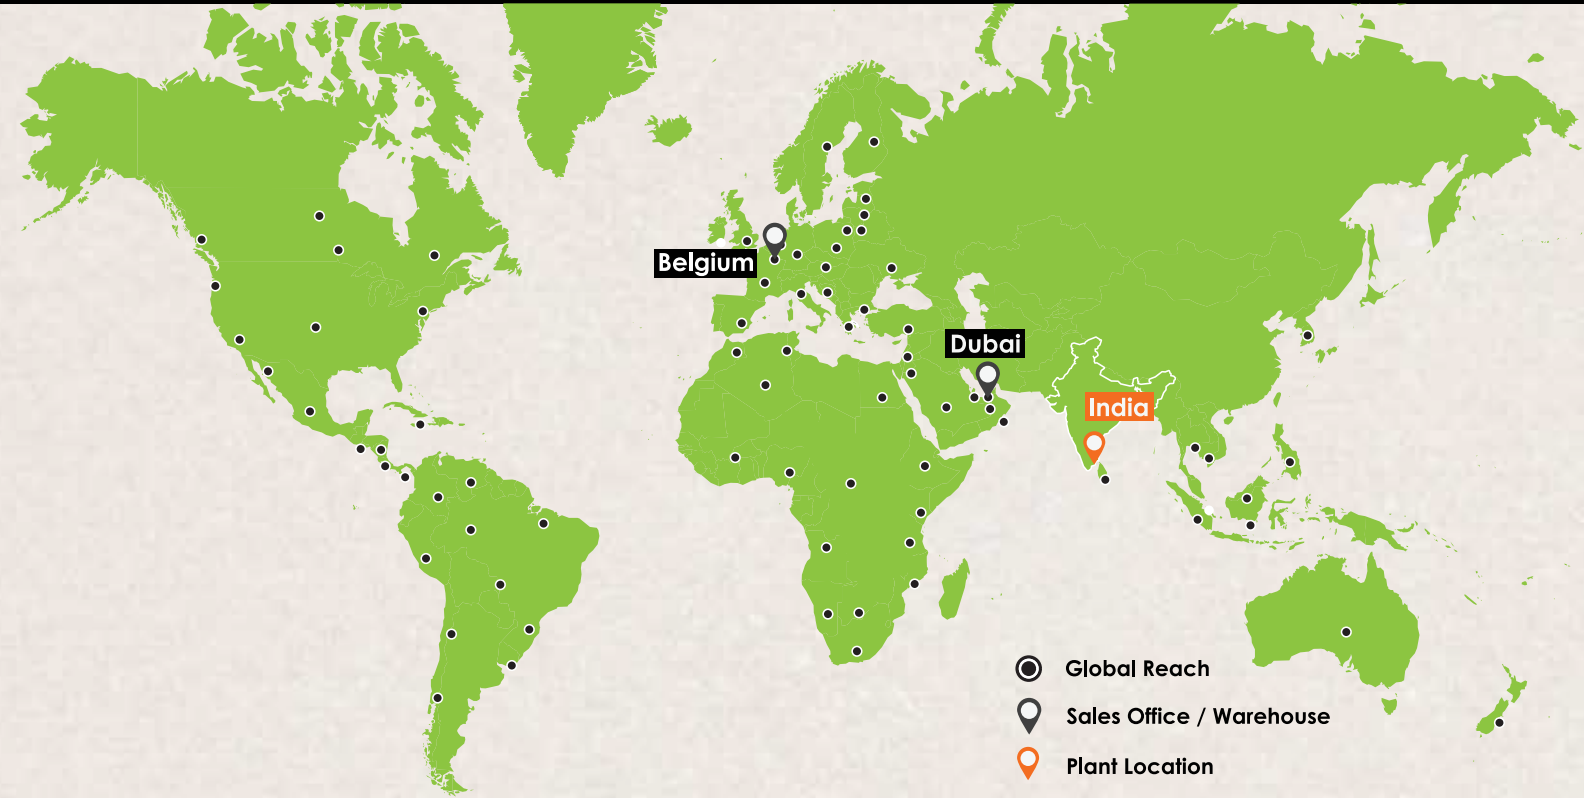 Belgium
Dubai
India
Global Reach
Sales Office / Warehouse
Plant Location